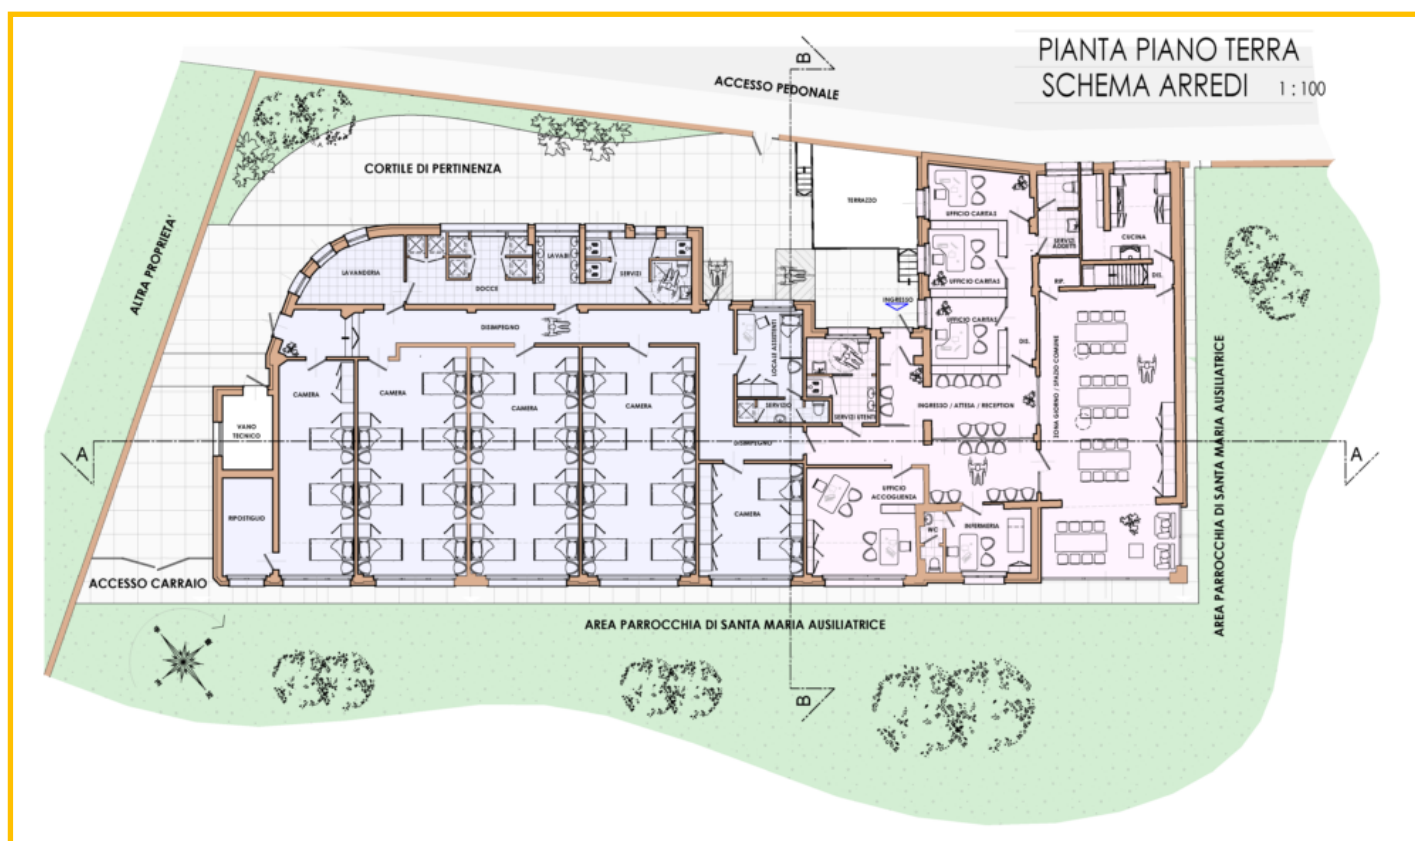 PIANTA PIANO TERRA
SCHEMA ARREDI 1 : 100
B
ACCESSO PEDONALE
CORTILE DI PERTINENZA
ALTRA PROPRIETA'
TERRAZZO
UFFICIO CARITAS
UFFICIO CARITAS
UFFICIO CARITAS
SERVIZI
ADDETTI
CUCINA
RIP.
DIS.
DIS.
LAVANDERIA
DOCCE
LAVABI
SERVIZI
INGRESSO
DISIMPEGNO
LOCALE ASSISTENTI
SERVIZIO
SERVIZI UTENTI
INGRESSO / ATTESA / RECEPTION
ZONA GIORNO / SPAZIO COMUNE
CAMERA
CAMERA
CAMERA
CAMERA
VANO
TECNICO
DISIMPEGNO
A
A
RIPOSTIGLIO
CAMERA
UFFICIO
ACCOGLIENZA
WC
INFERMERIA
ACCESSO CARRAIO
AREA PARROCCHIA DI SANTA MARIA AUSILIATRICE
AREA PARROCCHIA DI SANTA MARIA AUSILIATRICE
B